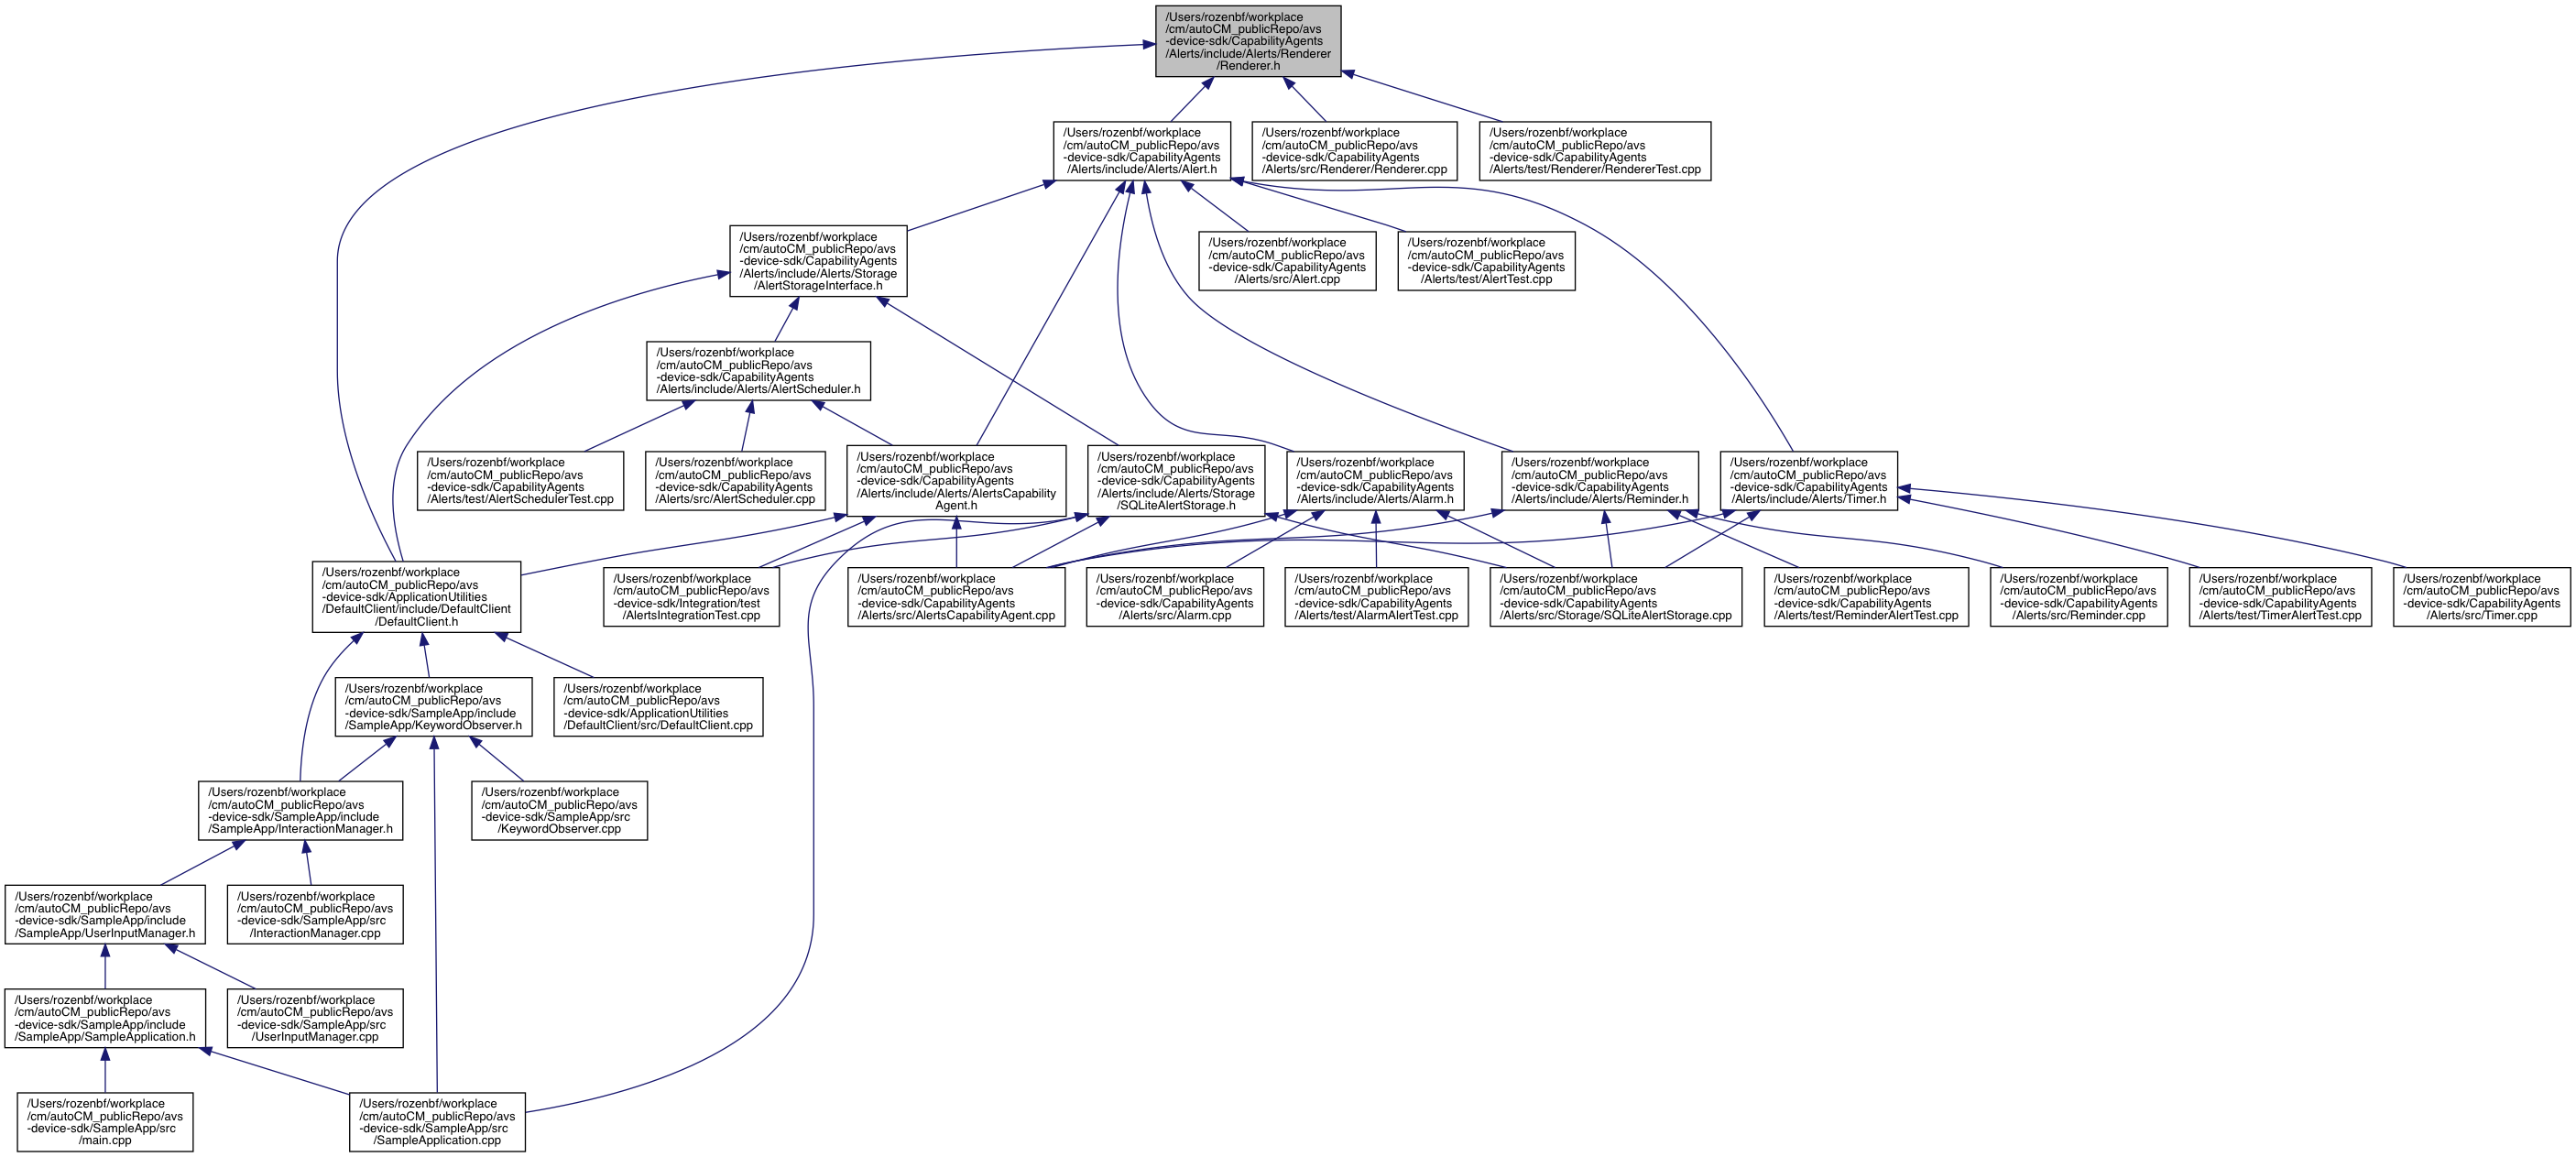 /Users/rozenbf/workplace
/cm/autoCM_publicRepo/avs
-device-sdk/CapabilityAgents
/Alerts/include/Alerts/Renderer
/Renderer.h
/Users/rozenbf/workplace
/cm/autoCM_publicRepo/avs
-device-sdk/CapabilityAgents
/Alerts/include/Alerts/Alert.h
/Users/rozenbf/workplace
/cm/autoCM_publicRepo/avs
-device-sdk/CapabilityAgents
/Alerts/src/Renderer/Renderer.cpp
/Users/rozenbf/workplace
/cm/autoCM_publicRepo/avs
-device-sdk/CapabilityAgents
/Alerts/test/Renderer/RendererTest.cpp
/Users/rozenbf/workplace
/cm/autoCM_publicRepo/avs
-device-sdk/CapabilityAgents
/Alerts/include/Alerts/Storage
/AlertStorageInterface.h
/Users/rozenbf/workplace
/cm/autoCM_publicRepo/avs
-device-sdk/CapabilityAgents
/Alerts/src/Alert.cpp
/Users/rozenbf/workplace
/cm/autoCM_publicRepo/avs
-device-sdk/CapabilityAgents
/Alerts/test/AlertTest.cpp
/Users/rozenbf/workplace
/cm/autoCM_publicRepo/avs
-device-sdk/CapabilityAgents
/Alerts/include/Alerts/AlertScheduler.h
/Users/rozenbf/workplace
/cm/autoCM_publicRepo/avs
-device-sdk/CapabilityAgents
/Alerts/test/AlertSchedulerTest.cpp
/Users/rozenbf/workplace
/cm/autoCM_publicRepo/avs
-device-sdk/CapabilityAgents
/Alerts/src/AlertScheduler.cpp
/Users/rozenbf/workplace
/cm/autoCM_publicRepo/avs
-device-sdk/CapabilityAgents
/Alerts/include/Alerts/AlertsCapability
Agent.h
/Users/rozenbf/workplace
/cm/autoCM_publicRepo/avs
-device-sdk/CapabilityAgents
/Alerts/include/Alerts/Storage
/SQLiteAlertStorage.h
/Users/rozenbf/workplace
/cm/autoCM_publicRepo/avs
-device-sdk/CapabilityAgents
/Alerts/include/Alerts/Alarm.h
/Users/rozenbf/workplace
/cm/autoCM_publicRepo/avs
-device-sdk/CapabilityAgents
/Alerts/include/Alerts/Reminder.h
/Users/rozenbf/workplace
/cm/autoCM_publicRepo/avs
-device-sdk/CapabilityAgents
/Alerts/include/Alerts/Timer.h
/Users/rozenbf/workplace
/cm/autoCM_publicRepo/avs
-device-sdk/ApplicationUtilities
/DefaultClient/include/DefaultClient
/DefaultClient.h
/Users/rozenbf/workplace
/cm/autoCM_publicRepo/avs
-device-sdk/Integration/test
/AlertsIntegrationTest.cpp
/Users/rozenbf/workplace
/cm/autoCM_publicRepo/avs
-device-sdk/CapabilityAgents
/Alerts/src/AlertsCapabilityAgent.cpp
/Users/rozenbf/workplace
/cm/autoCM_publicRepo/avs
-device-sdk/CapabilityAgents
/Alerts/src/Alarm.cpp
/Users/rozenbf/workplace
/cm/autoCM_publicRepo/avs
-device-sdk/CapabilityAgents
/Alerts/test/AlarmAlertTest.cpp
/Users/rozenbf/workplace
/cm/autoCM_publicRepo/avs
-device-sdk/CapabilityAgents
/Alerts/src/Storage/SQLiteAlertStorage.cpp
/Users/rozenbf/workplace
/cm/autoCM_publicRepo/avs
-device-sdk/CapabilityAgents
/Alerts/test/ReminderAlertTest.cpp
/Users/rozenbf/workplace
/cm/autoCM_publicRepo/avs
-device-sdk/CapabilityAgents
/Alerts/src/Reminder.cpp
/Users/rozenbf/workplace
/cm/autoCM_publicRepo/avs
-device-sdk/CapabilityAgents
/Alerts/test/TimerAlertTest.cpp
/Users/rozenbf/workplace
/cm/autoCM_publicRepo/avs
-device-sdk/CapabilityAgents
/Alerts/src/Timer.cpp
/Users/rozenbf/workplace
/cm/autoCM_publicRepo/avs
-device-sdk/SampleApp/include
/SampleApp/KeywordObserver.h
/Users/rozenbf/workplace
/cm/autoCM_publicRepo/avs
-device-sdk/ApplicationUtilities
/DefaultClient/src/DefaultClient.cpp
/Users/rozenbf/workplace
/cm/autoCM_publicRepo/avs
-device-sdk/SampleApp/include
/SampleApp/InteractionManager.h
/Users/rozenbf/workplace
/cm/autoCM_publicRepo/avs
-device-sdk/SampleApp/src
/KeywordObserver.cpp
/Users/rozenbf/workplace
/cm/autoCM_publicRepo/avs
-device-sdk/SampleApp/include
/SampleApp/UserInputManager.h
/Users/rozenbf/workplace
/cm/autoCM_publicRepo/avs
-device-sdk/SampleApp/src
/InteractionManager.cpp
/Users/rozenbf/workplace
/cm/autoCM_publicRepo/avs
-device-sdk/SampleApp/include
/SampleApp/SampleApplication.h
/Users/rozenbf/workplace
/cm/autoCM_publicRepo/avs
-device-sdk/SampleApp/src
/UserInputManager.cpp
/Users/rozenbf/workplace
/cm/autoCM_publicRepo/avs
-device-sdk/SampleApp/src
/main.cpp
/Users/rozenbf/workplace
/cm/autoCM_publicRepo/avs
-device-sdk/SampleApp/src
/SampleApplication.cpp